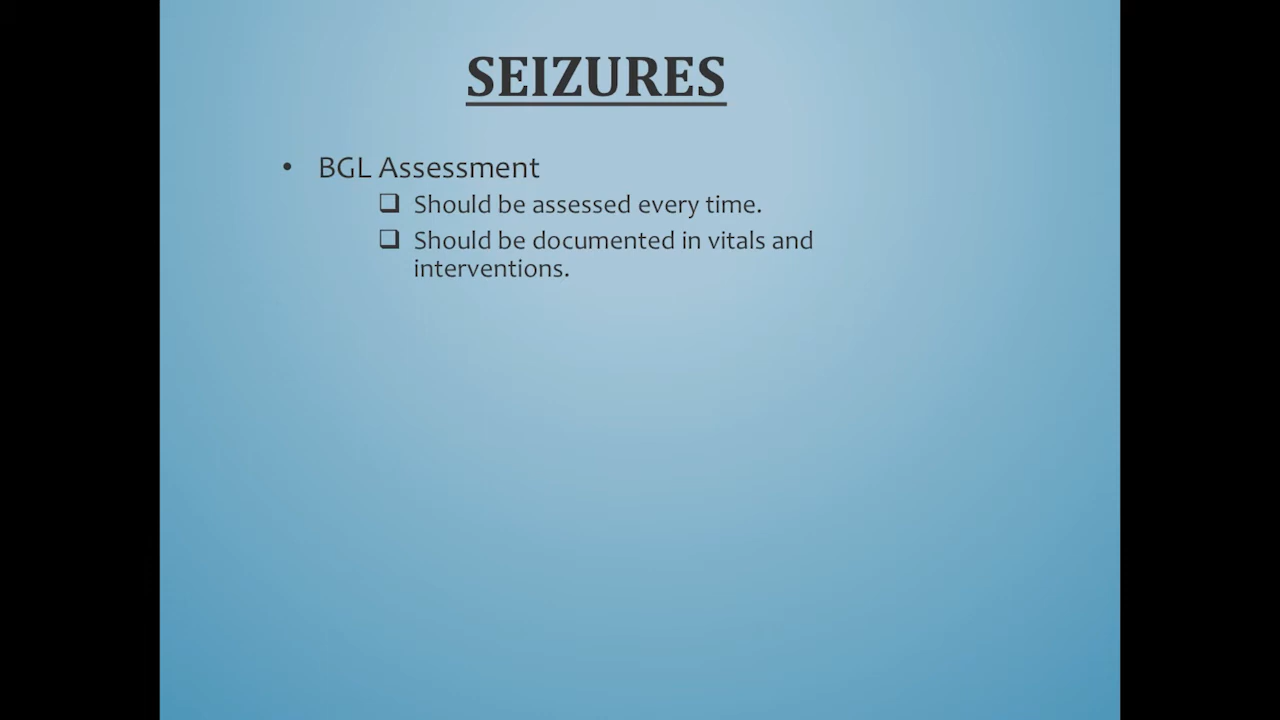 SEIZURES
• BGL Assessment
❑ Should be assessed every time.
❑ Should be documented in vitals and
interventions.